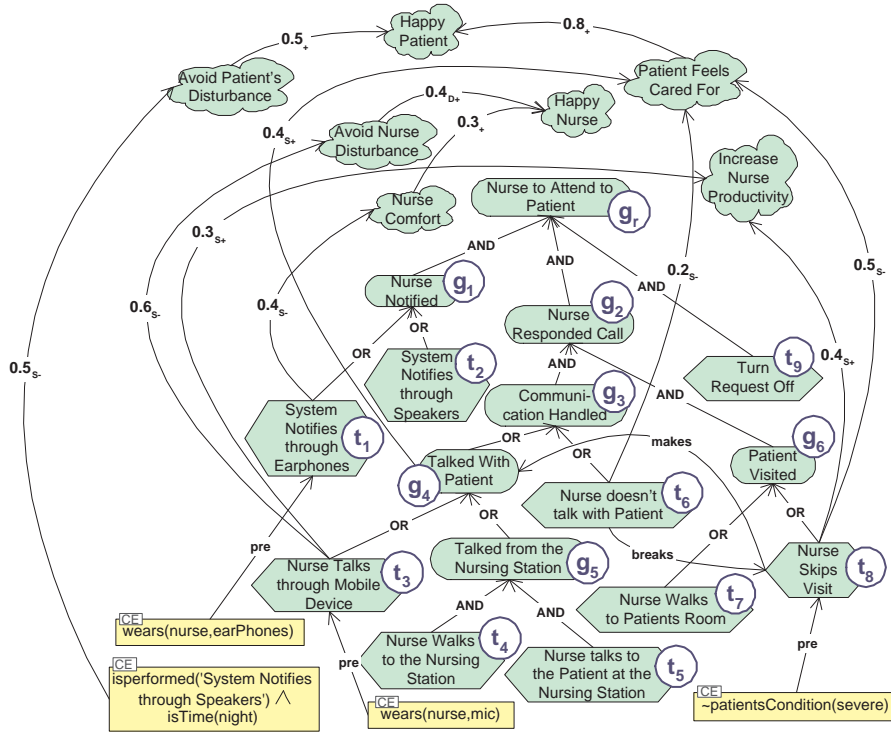 Happy
Patient
0.5+
0.8+
Avoid Patient's
Disturbance
Patient Feels
Cared For
0.4D+
Happy
Nurse
0.4S+
Avoid Nurse
Disturbance
0.3+
Increase
Nurse
Productivity
Nurse to Attend to
Patient
gr
Nurse
Comfort
0.3S+
AND
AND
AND
0.2S-
0.5S-
Nurse
Notified
g1
g2
Nurse
Responded Call
0.6S-
0.4S-
OR
OR
System
Notifies
through
Speakers
t2
AND
g3
Turn
Request Off
t9
0.4S+
0.5S-
Communi-
cation Handled
AND
System
Notifies
through
Earphones
t1
OR
OR
makes
g6
Patient
Visited
g4
Talked With
Patient
Nurse doesn't
talk with Patient
t6
OR
OR
pre
OR
OR
breaks
Talked from the
Nursing Station
g5
Nurse
Skips
Visit
t8
Nurse Talks
through Mobile
Device
t3
AND
AND
Nurse Walks
to Patients Room
t7
CE
wears(nurse,earPhones)
Nurse Walks
to the Nursing
Station
t4
Nurse talks to
the Patient at the
Nursing Station
t5
pre
pre
CE
isperformed('System Notifies
through Speakers') ∧
isTime(night)
CE
wears(nurse,mic)
CE
~patientsCondition(severe)